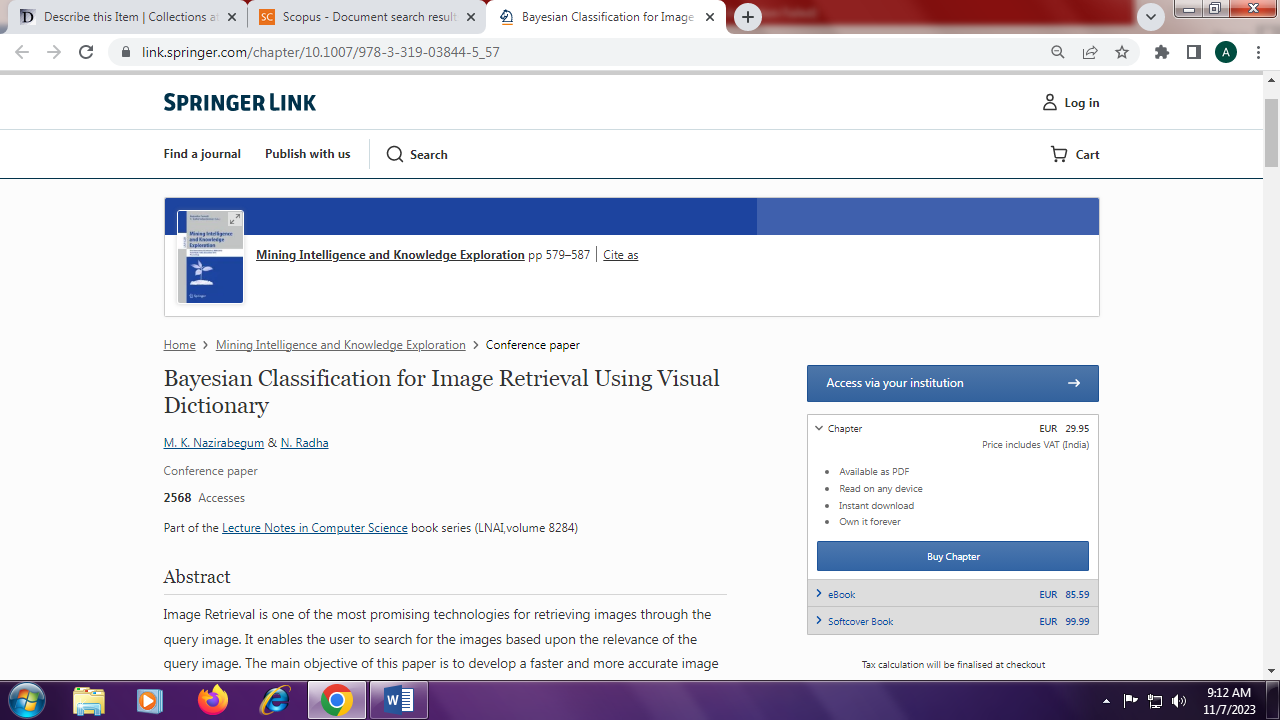 Describe this Item | Collections at
Scopus - Document search result
Bayesian Classification for Image
link.springer.com/chapter/10.1007/978-3-319-03844-5_57
A
SPRINGER LINK
Log in
Find a journal
Publish with us
Search
Cart
Mining Intelligence and Knowledge Exploration
Springer
Mining Intelligence and Knowledge Exploration pp 579–587 | Cite as
Home > Mining Intelligence and Knowledge Exploration > Conference paper
Bayesian Classification for Image Retrieval Using Visual
Dictionary
M. K. Nazirabegum & N. Radha
Conference paper
2568 Accesses
Part of the Lecture Notes in Computer Science book series (LNAI,volume 8284)
Abstract
Image Retrieval is one of the most promising technologies for retrieving images through the
query image. It enables the user to search for the images based upon the relevance of the
query image. The main objective of this paper is to develop a faster and more accurate image
Access via your institution
Chapter EUR 29.95
Price includes VAT (India)
Available as PDF
Read on any device
Instant download
Own it forever
Buy Chapter
eBook EUR 85.59
Softcover Book EUR 99.99
Tax calculation will be finalised at checkout
9:12 AM
11/7/2023